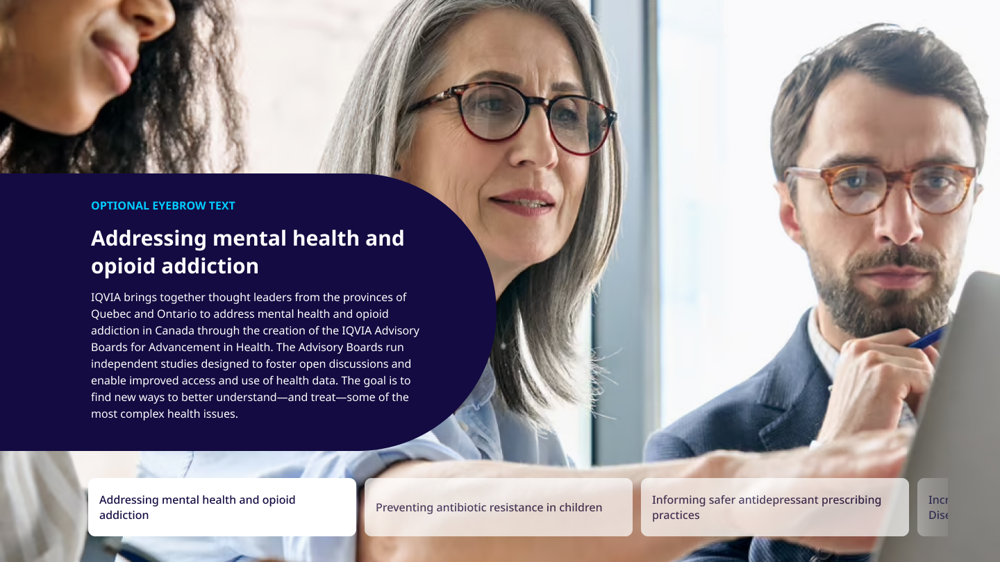 OPTIONAL EYEBROW TEXT
Addressing mental health and
opioid addiction
IQVIA brings together thought leaders from the provinces of
Quebec and Ontario to address mental health and opioid
addiction in Canada through the creation of the IQVIA Advisory
Boards for Advancement in Health. The Advisory Boards run
independent studies designed to foster open discussions and
enable improved access and use of health data. The goal is to
find new ways to better understand—and treat—some of the
most complex health issues.
Addressing mental health and opioid
addiction
Preventing antibiotic resistance in children
Informing safer antidepressant prescribing
practices